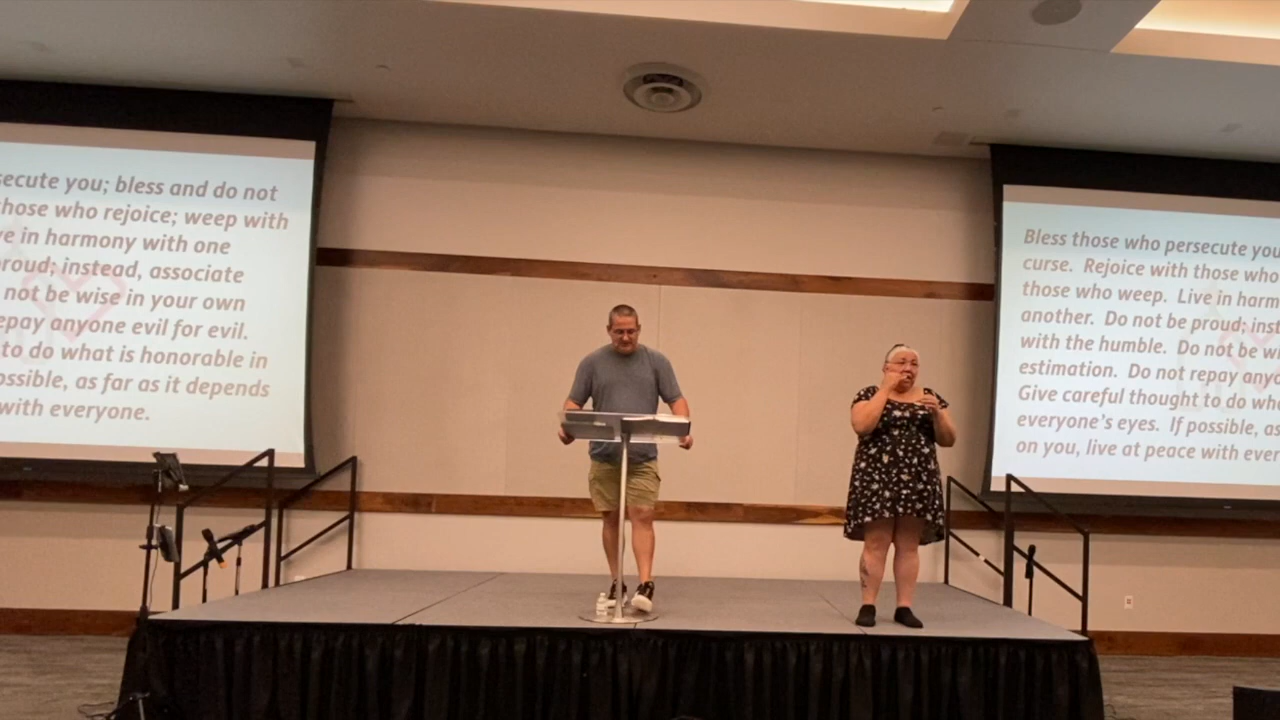 secute you; bless and do not
those who rejoice; weep with
ve in harmony with one
proud; instead, associate
not be wise in your own
epay anyone evil for evil.
to do what is honorable in
ossible, as far as it depends
with everyone.
Bless those who persecute you
curse. Rejoice with those who
those who weep. Live in harm
another. Do not be proud; inst
with the humble. Do not be wi
estimation. Do not repay anyo
Give careful thought to do wha
everyone's eyes. If possible, as
on you, live at peace with ever